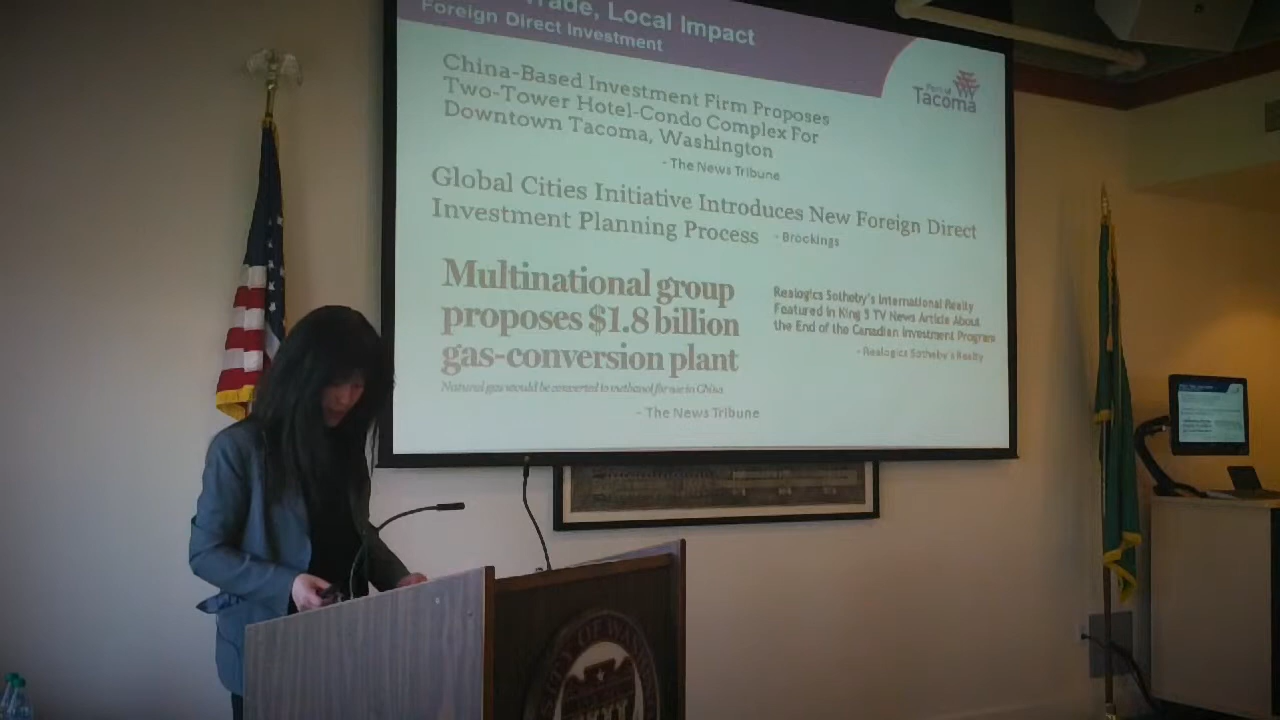 Trade, Local Impact
Foreign Direct Investment
Port of
Tacoma
China-Based Investment Firm Proposes
Two-Tower Hotel-Condo Complex For
Downtown Tacoma, Washington
- The News Tribune
Global Cities Initiative Introduces New Foreign Direct
Investment Planning Process - Brockings
Multinational group
proposes $1.8 billion
gas-conversion plant
Natural gas would be converted to methanol for use in China
- The News Tribune
Realogics Sotheby's International Realty
Featured in King 5 TV News Article About
the End of the Canadian Investment Program
- Realogics Sotheby's Realty
OF WA